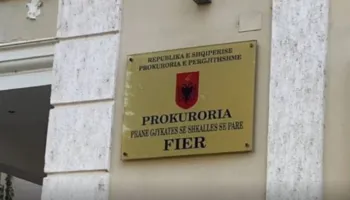 REPUBLIKA E SHQIPERISE
PROKURORIA E PERGJITHSHME
PROKURORIA
PRANE GJYKATES SE SHKALLES SE PARE
FIER